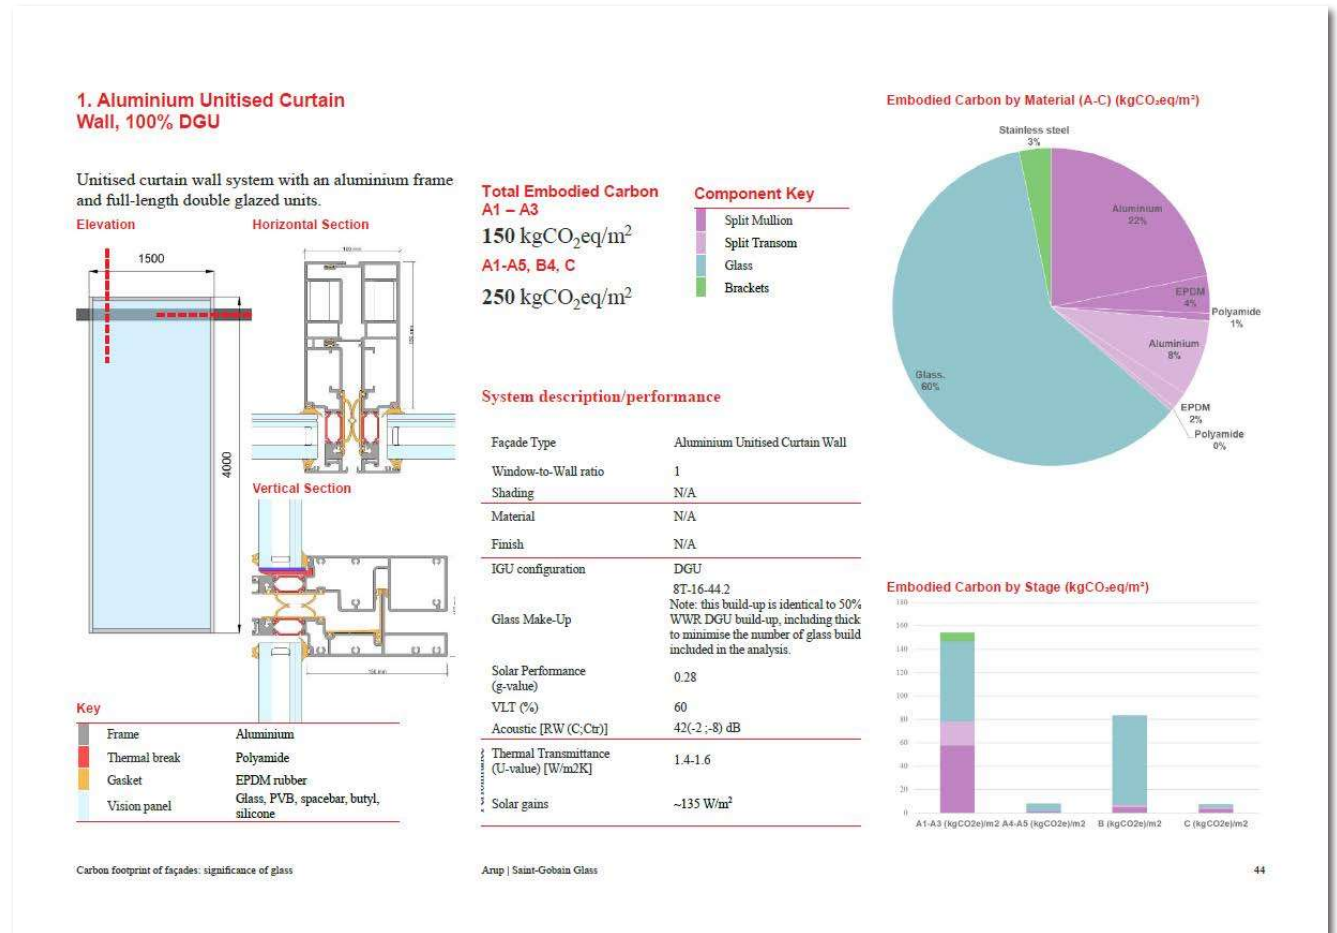 1. Aluminium Unitised Curtain
Wall, 100% DGU
Unitised curtain wall system with an aluminium frame
and full-length double glazed units.
Elevation
Horizontal Section
1500
4000
Vertical Section
Key
Frame Aluminium
Thermal break Polyamide
Gasket EPDM rubber
Vision panel Glass, PVB, spacebar, butyl,
silicone
Total Embodied Carbon
A1 – A3
150 kgCO₂eq/m²
A1-A5, B4, C
250 kgCO₂eq/m²
Component Key
Split Mullion
Split Transom
Glass
Brackets
System description/performance
Façade Type Aluminium Unitised Curtain Wall
Window-to-Wall ratio 1
Shading N/A
Material N/A
Finish N/A
IGU configuration DGU
Glass Make-Up
8T-16-44.2
Note: this build-up is identical to 50%
WWR DGU build-up, including thick
to minimise the number of glass build
included in the analysis.
Solar Performance
(g-value)
0.28
VLT (%) 60
Acoustic [RW (C;Ctr)] 42(-2 ;-8) dB
Thermal Transmittance
(U-value) [W/m2K]
1.4-1.6
Solar gains ~135 W/m²
Embodied Carbon by Material (A-C) (kgCO₂eq/m²)
Stainless steel
3%
Aluminium
22%
EPDM
4%
Polyamide
1%
Aluminium
8%
EPDM
2%
Polyamide
0%
Glass.
60%
Embodied Carbon by Stage (kgCO₂eq/m²)
180
160
140
120
100
80
60
40
20
0
A1-A3 (kgCO2e)/m2 A4-A5 (kgCO2e)/m2 B (kgCO2e)/m2 C (kgCO2e)/m2
Carbon footprint of façades: significance of glass
Arup | Saint-Gobain Glass
44